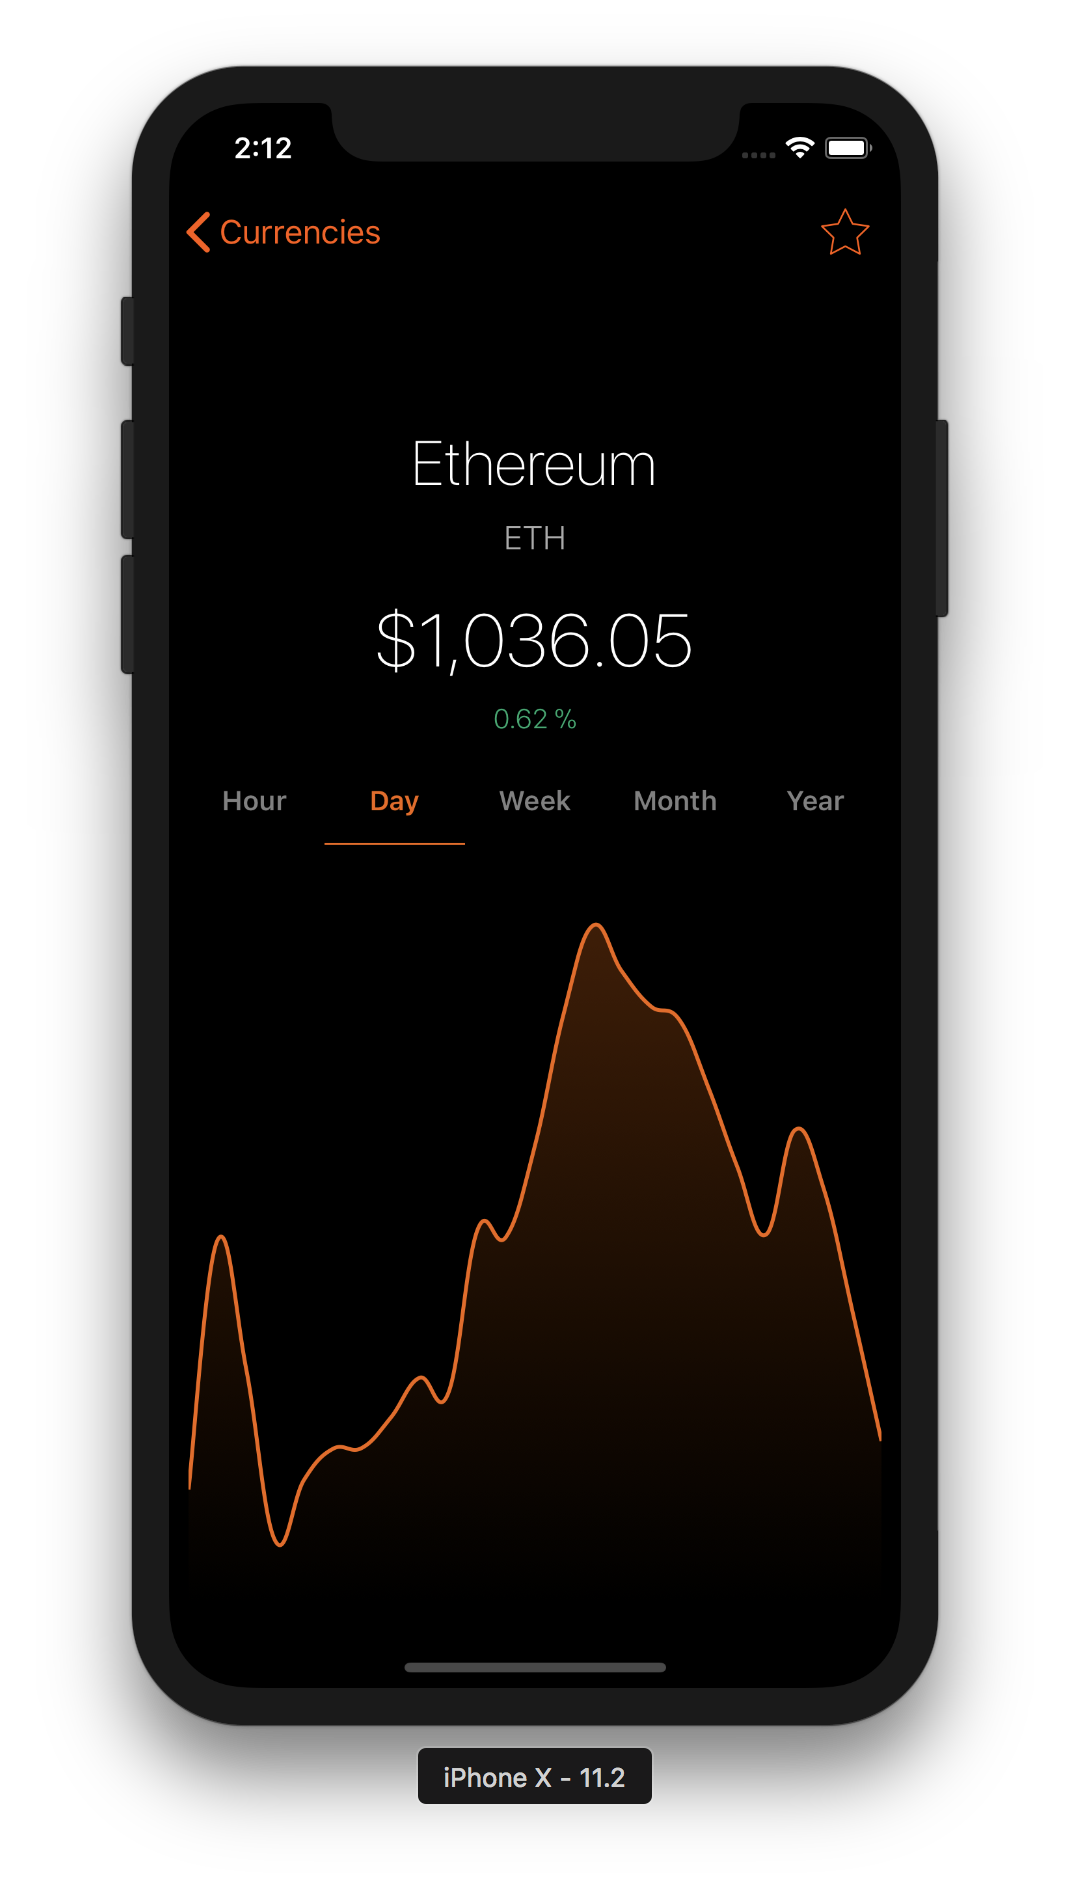 2:12
Currencies
Ethereum
ETH
$1,036.05
0.62 %
Hour Day Week Month Year
iPhone X - 11.2